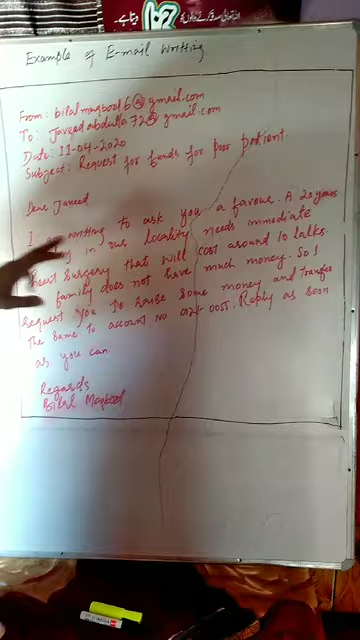 Example of E-mail Writing
From: bilalmaqbool6@gmail.com
To: Javeedabdulla72@gmail.com
Date: 11-04-2020
Subject: Request for funds for poor patient
Dear Javeed
I am writing to ask you a favour. A 20 years
in our locality needs immediate
heart surgery that will cost around 10 lakhs.
family does not have much money. So I
request you to raise some money and transfer
the same to account no 0055. Reply as soon
as you can.
Regards
Bilal Maqbool